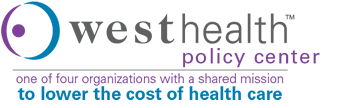 westhealth™
policy center
one of four organizations with a shared mission
to lower the cost of health care